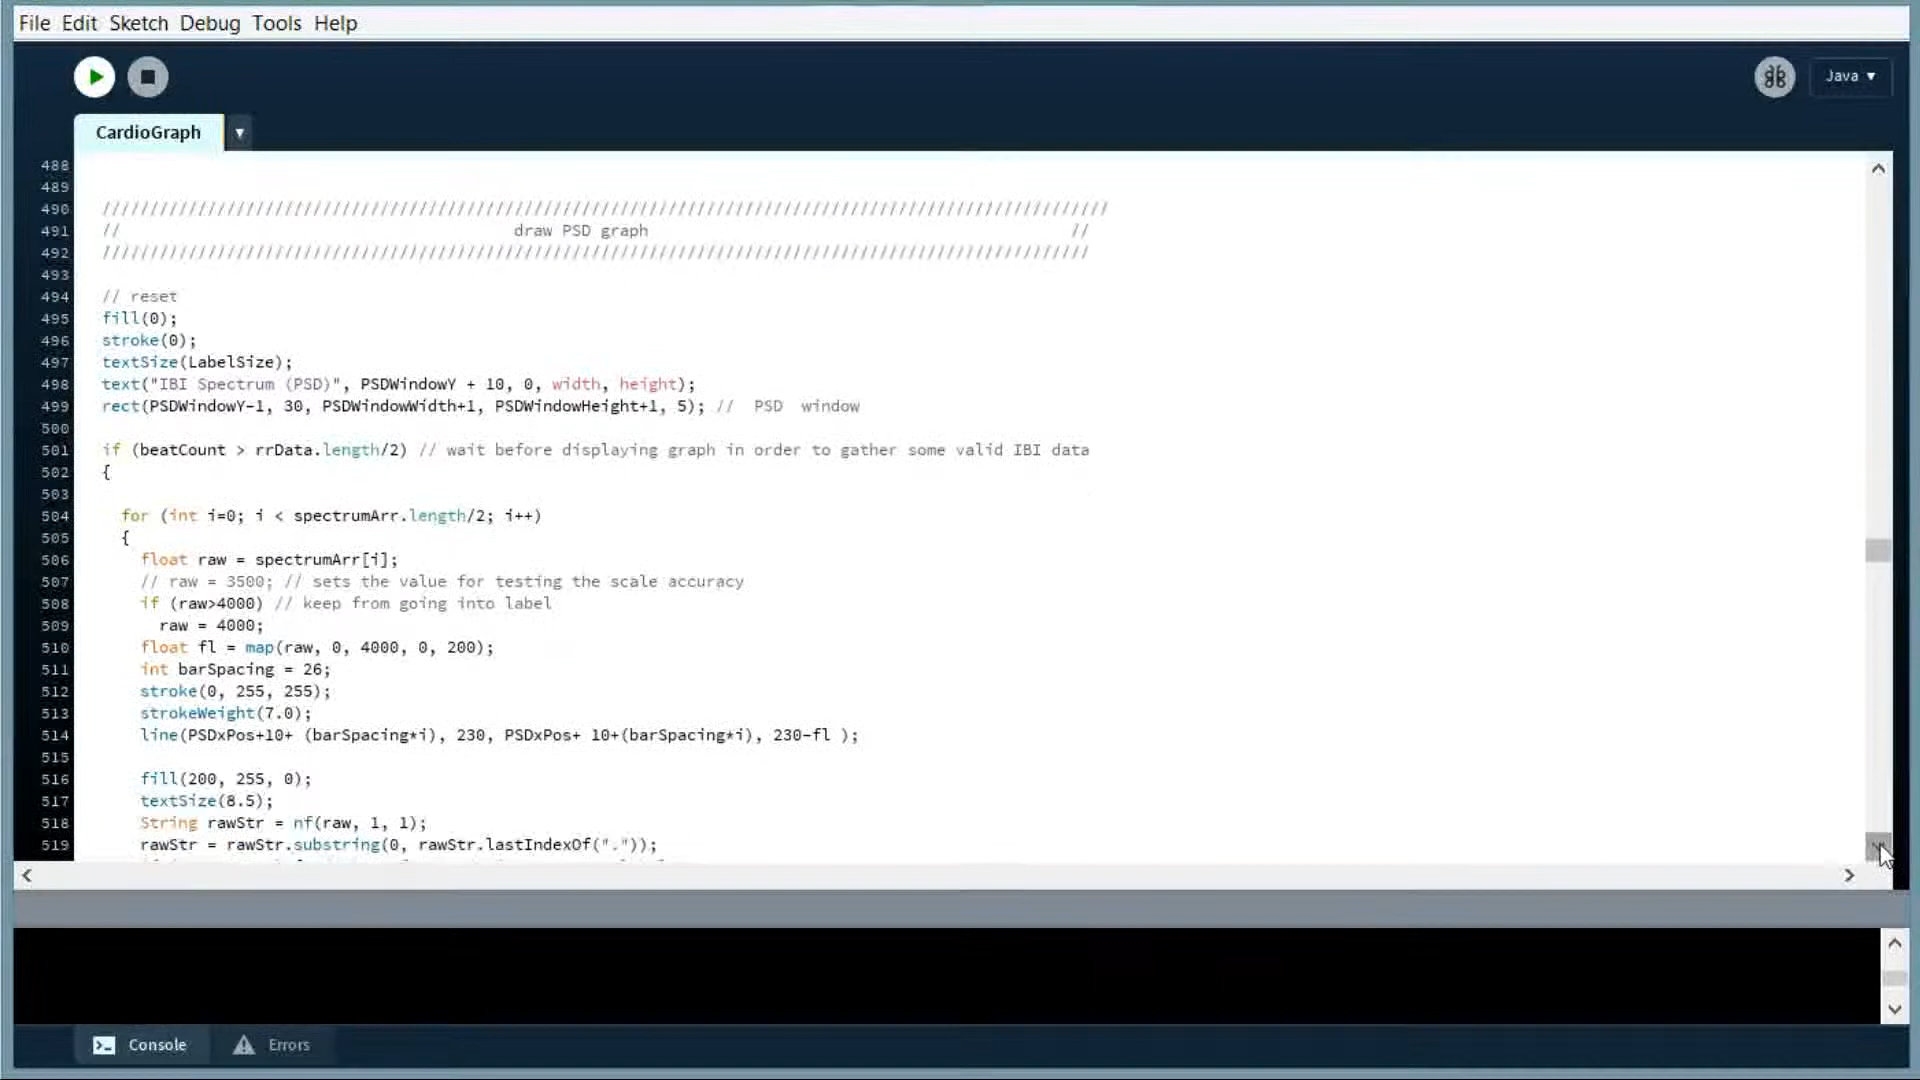 File Edit Sketch Debug Tools Help
Java ▼
CardioGraph ▼
488
489
490 /////////////////////////////////////////////////////////////////////////////////////////////////////////
491 // draw PSD graph //
492 ///////////////////////////////////////////////////////////////////////////////////////////////////////
493
494 // reset
495 fill(0);
496 stroke(0);
497 textSize(LabelSize);
498 text("IBI Spectrum (PSD)", PSDWindowY + 10, 0, width, height);
499 rect(PSDWindowY-1, 30, PSDWindowWidth+1, PSDWindowHeight+1, 5); // PSD window
500
501 if (beatCount > rrData.length/2) // wait before displaying graph in order to gather some valid IBI data
502 {
503
504 for (int i=0; i < spectrumArr.length/2; i++)
505 {
506 float raw = spectrumArr[i];
507 // raw = 3500; // sets the value for testing the scale accuracy
508 if (raw>4000) // keep from going into label
509 raw = 4000;
510 float fl = map(raw, 0, 4000, 0, 200);
511 int barSpacing = 26;
512 stroke(0, 255, 255);
513 strokeWeight(7.0);
514 line(PSDxPos+10+ (barSpacing*i), 230, PSDxPos+ 10+(barSpacing*i), 230-fl );
515
516 fill(200, 255, 0);
517 textSize(8.5);
518 String rawStr = nf(raw, 1, 1);
519 rawStr = rawStr.substring(0, rawStr.lastIndexOf("."));
Console Errors